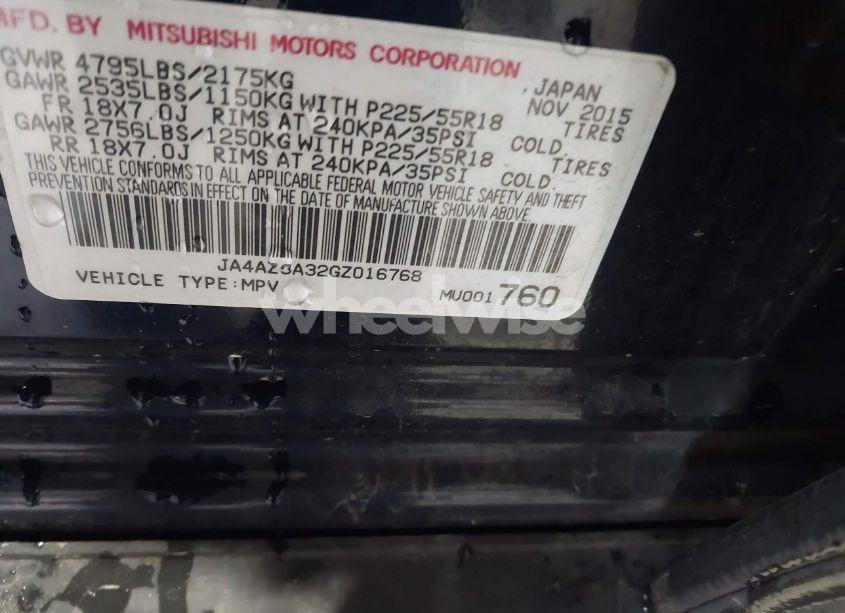 MFD. BY MITSUBISHI MOTORS CORPORATION . JAPAN
GVWR 4795LBS/2175KG NOV 2015
GAWR 2535LBS/1150KG WITH P225/55R18 TIRES
FR 18X7.0J RIMS AT 240KPA/35PSI COLD.
GAWR 2756LBS/1250KG WITH P225/55R18 TIRES
RR 18X7.0J RIMS AT 240KPA/35PSI COLD.
THIS VEHICLE CONFORMS TO ALL APPLICABLE FEDERAL MOTOR VEHICLE SAFETY AND THEFT
PREVENTION STANDARDS IN EFFECT ON THE DATE OF MANUFACTURE SHOWN ABOVE.
JA4AZ3A32GZ016768
VEHICLE TYPE:MPV MU001 760
wheelwise